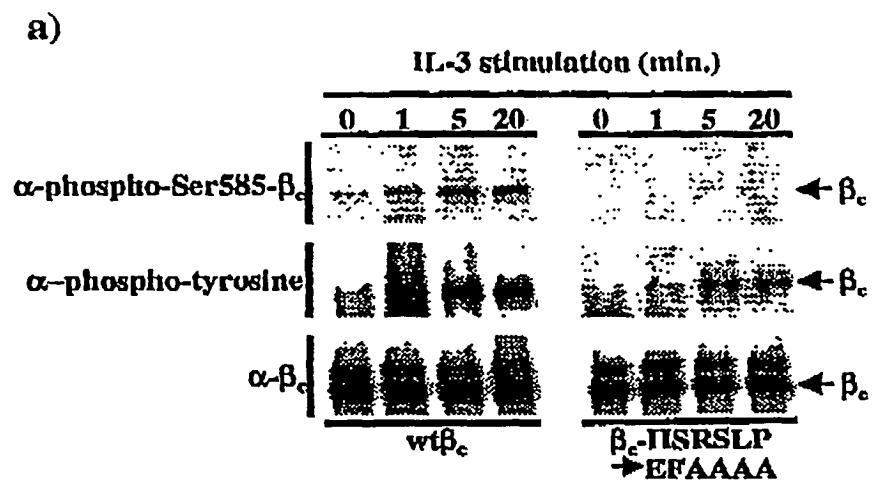 a)
IL-3 stimulation (min.)
0 1 5 20 0 1 5 20
α-phospho-Ser585-βc ← βc
α-phospho-tyrosine ← βc
α-βc ← βc
wtβc βc-HSRSLP
→EFAAAA